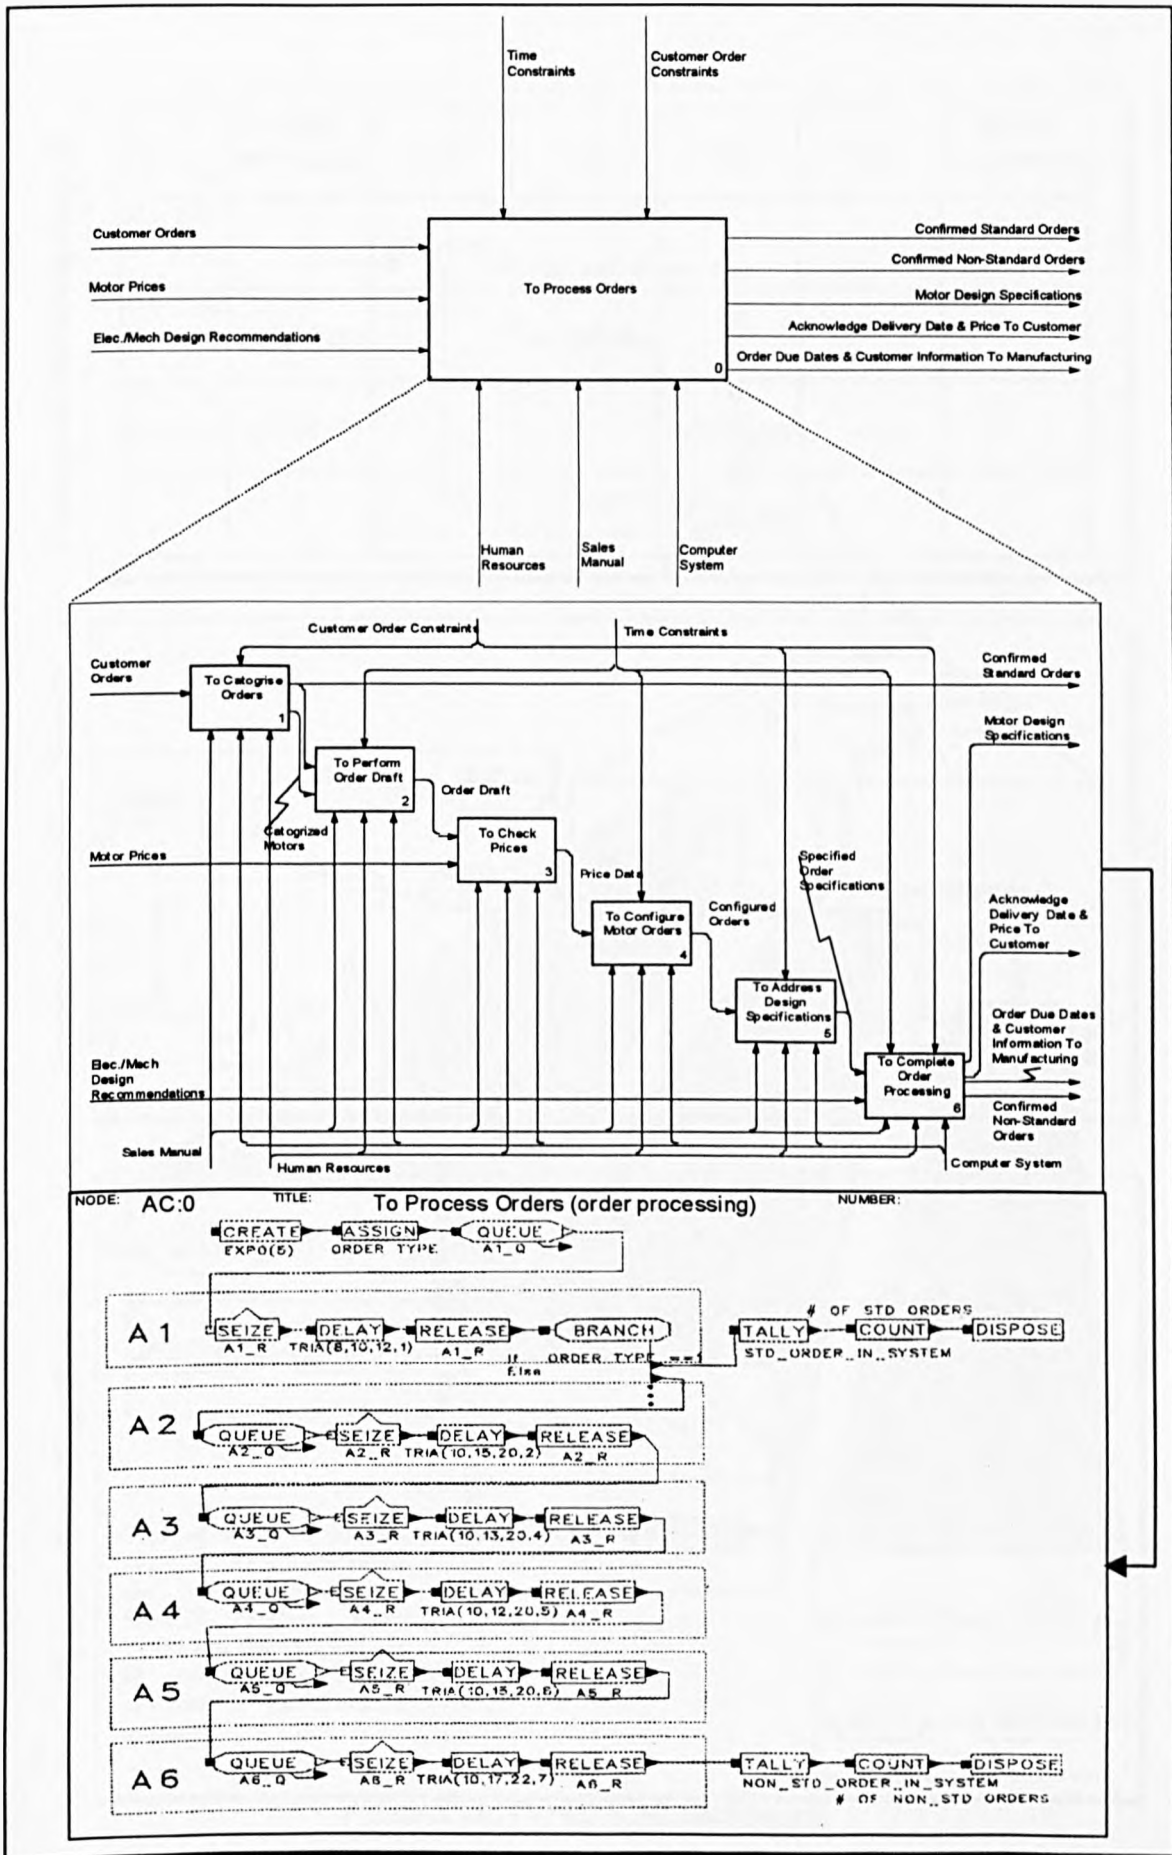 Time
Constraints
Customer Order
Constraints
Customer Orders
Motor Prices
Elec./Mech Design Recommendations
To Process Orders
0
Confirmed Standard Orders
Confirmed Non-Standard Orders
Motor Design Specifications
Acknowledge Delivery Date & Price To Customer
Order Due Dates & Customer Information To Manufacturing
Human
Resources
Sales
Manual
Computer
System
Customer Order Constraints
Time Constraints
Customer
Orders
To Catogrise
Orders
1
Confirmed
Standard Orders
Motor Design
Specifications
To Perform
Order Draft
2
Order Draft
Catogrized
Motors
Motor Prices
To Check
Prices
3
Price Data
Specified
Order
Specifications
To Configure
Motor Orders
4
Configured
Orders
Acknowledge
Delivery Date &
Price To
Customer
To Address
Design
Specifications
5
Order Due Dates
& Customer
Information To
Manufacturing
Elec./Mech
Design
Recommendations
To Complete
Order
Processing
6
Confirmed
Non-Standard
Orders
Sales Manual
Human Resources
Computer System
NODE: AC:0 TITLE: To Process Orders (order processing) NUMBER:
CREATE ASSIGN QUEUE
EXPO(5) ORDER TYPE A1_Q
# OF STD ORDERS
A 1 SEIZE DELAY RELEASE BRANCH TALLY COUNT DISPOSE
A1_R TRIA(8,10,12,1) A1_R STD_ORDER_IN_SYSTEM
If ORDER TYPE ==1
Else
A 2 QUEUE SEIZE DELAY RELEASE
A2_Q A2_R TRIA(10,15,20,2) A2_R
A 3 QUEUE SEIZE DELAY RELEASE
A3_Q A3_R TRIA(10,13,20,4) A3_R
A 4 QUEUE SEIZE DELAY RELEASE
A4_Q A4_R TRIA(10,12,20,5) A4_R
A 5 QUEUE SEIZE DELAY RELEASE
A5_Q A5_R A5_R
A 6 QUEUE SEIZE DELAY RELEASE TALLY COUNT DISPOSE
A6_Q A6_R TRIA(10,17,22,7) A6_R NON_STD_ORDER_IN_SYSTEM
# OF NON_STD ORDERS